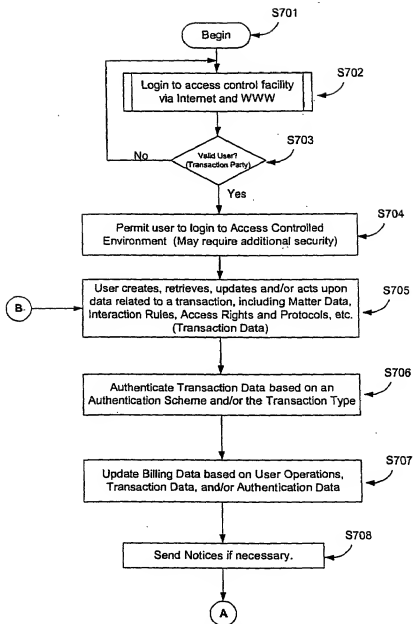 S701
Begin
S702
Login to access control facility
via Internet and WWW
S703
No
Valid User?
(Transaction Party)
Yes
S704
Permit user to login to Access Controlled
Environment (May require additional security)
S705
User creates, retrieves, updates and/or acts upon
data related to a transaction, including Matter Data,
Interaction Rules, Access Rights and Protocols, etc.
(Transaction Data)
B
S706
Authenticate Transaction Data based on an
Authentication Scheme and/or the Transaction Type
S707
Update Billing Data based on User Operations,
Transaction Data, and/or Authentication Data
S708
Send Notices if necessary.
A